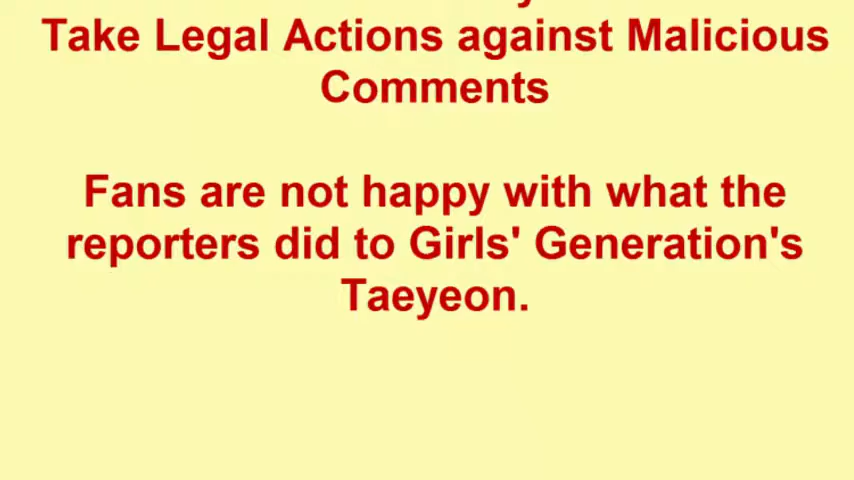 Take Legal Actions against Malicious
Comments
Fans are not happy with what the
reporters did to Girls' Generation's
Taeyeon.